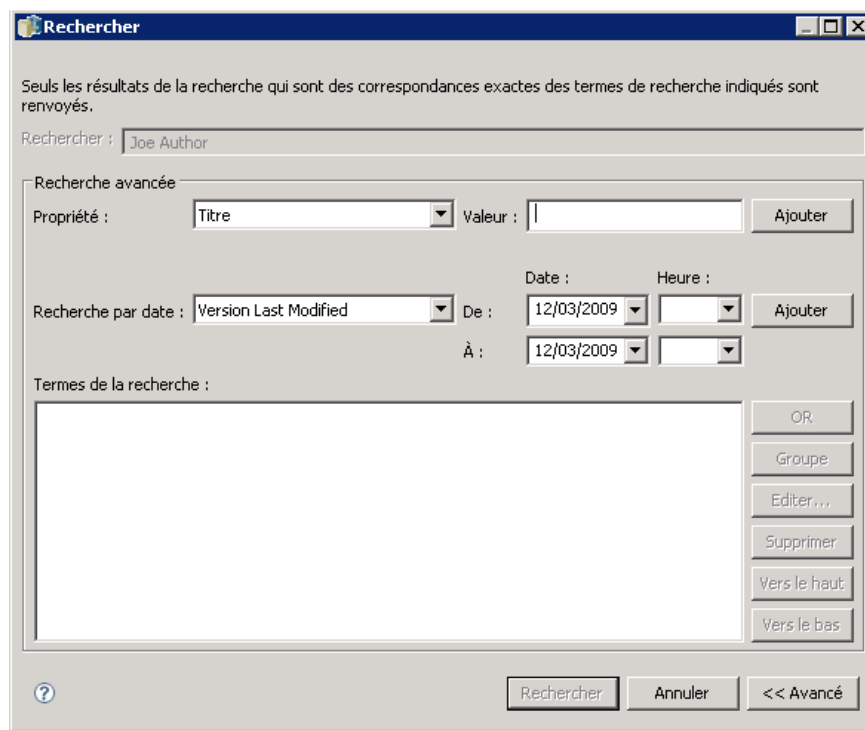 Rechercher
Seuls les résultats de la recherche qui sont des correspondances exactes des termes de recherche indiqués sont
renvoyés.
Rechercher : Joe Author
Recherche avancée
Propriété : Titre Valeur : Ajouter
Date : Heure :
Recherche par date : Version Last Modified De : 12/03/2009 Ajouter
À : 12/03/2009
Termes de la recherche :
OR
Groupe
Editer...
Supprimer
Vers le haut
Vers le bas
? Rechercher Annuler << Avancé